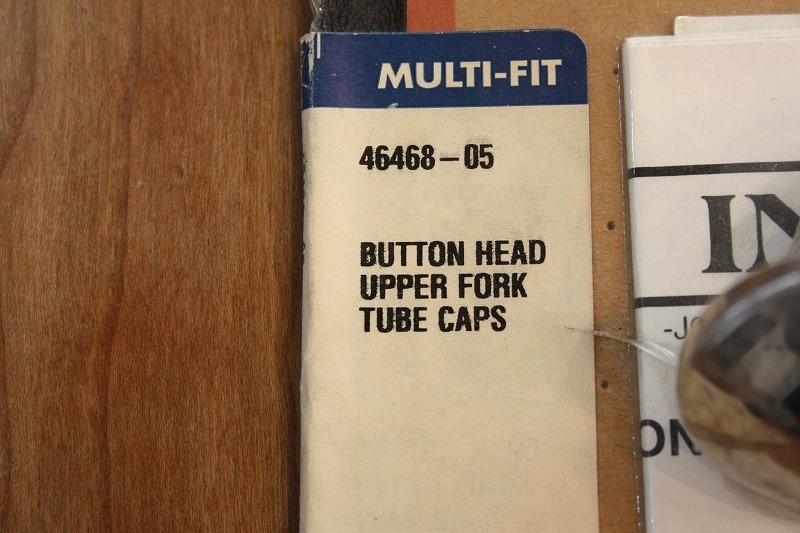 MULTI-FIT
46468-05
BUTTON HEAD
UPPER FORK
TUBE CAPS